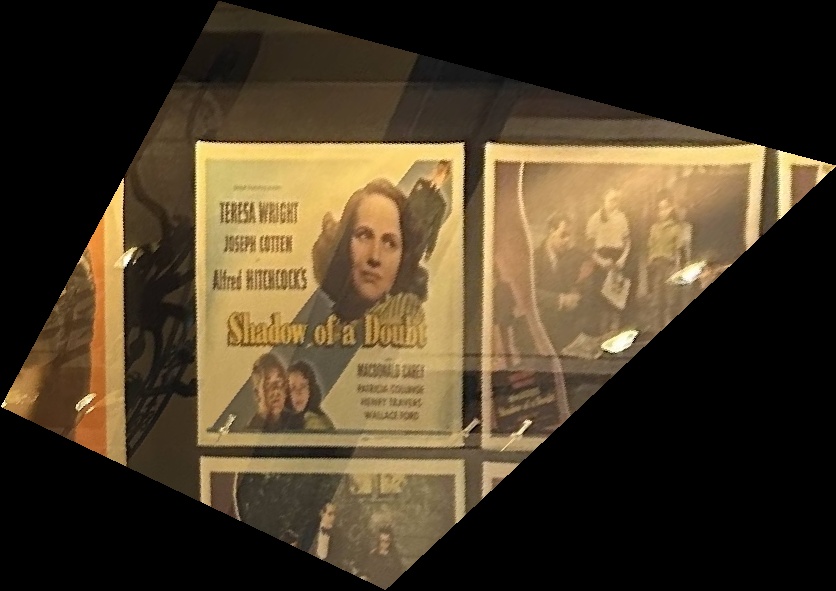 TERESA WRIGHT
JOSEPH COTTEN
Alfred HITCHCOCK'S
Shadow of a Doubt
MACDONALD CAREY
PATRICIA COLLINGE
HENRY TRAVERS
WALLACE FORD